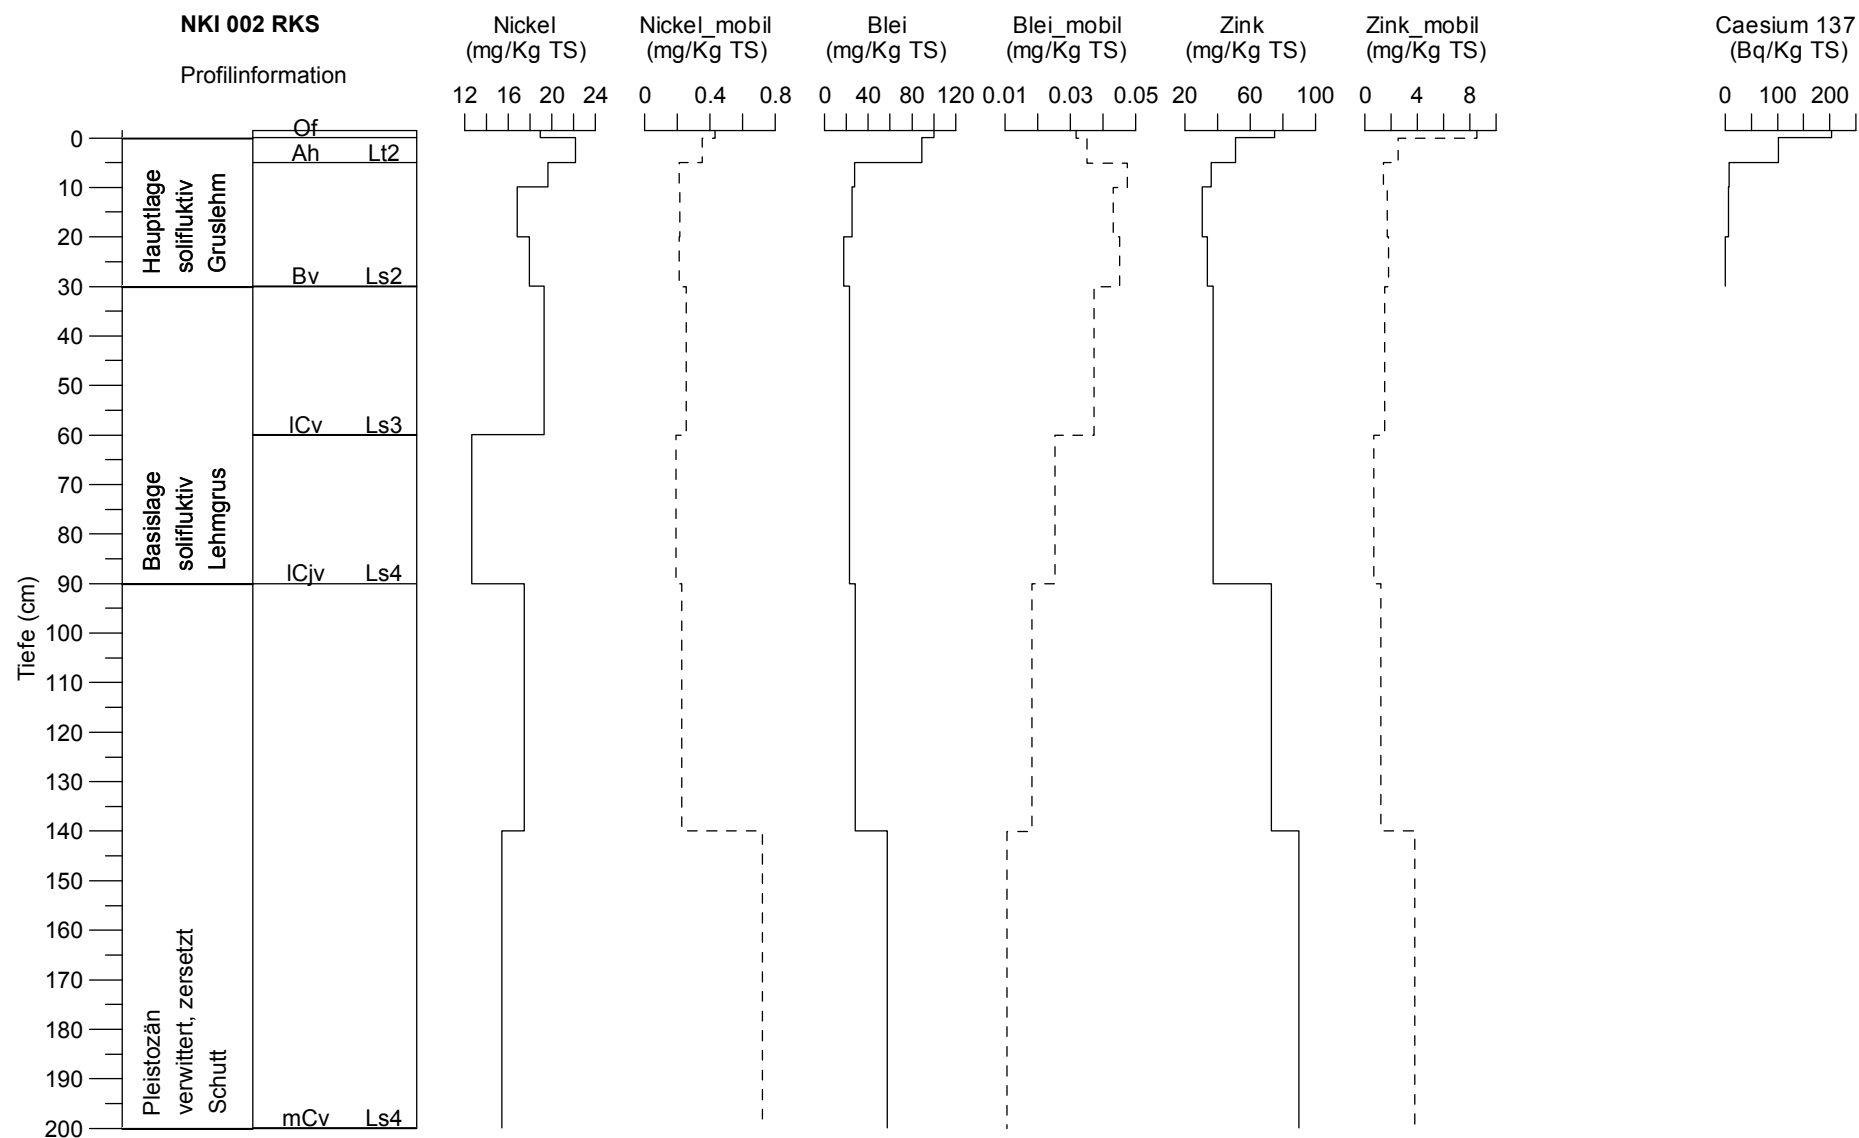 NKI 002 RKS
Profilinformation
Nickel
(mg/Kg TS)
Nickel_mobil
(mg/Kg TS)
Blei
(mg/Kg TS)
Blei_mobil
(mg/Kg TS)
Zink
(mg/Kg TS)
Zink_mobil
(mg/Kg TS)
Caesium 137
(Bq/Kg TS)
12 16 20 24
0 0.4 0.8
0 40 80 120
0.01 0.03 0.05
20 60 100
0 4 8
0 100 200
Tiefe (cm)
0
10
20
30
40
50
60
70
80
90
100
110
120
130
140
150
160
170
180
190
200
Hauptlage
solifluktiv
Gruslehm
Basislage
solifluktiv
Lehmgrus
Pleistozän
verwittert, zersetzt
Schutt
Of
Ah Lt2
Bv Ls2
lCv Ls3
lCjv Ls4
mCv Ls4